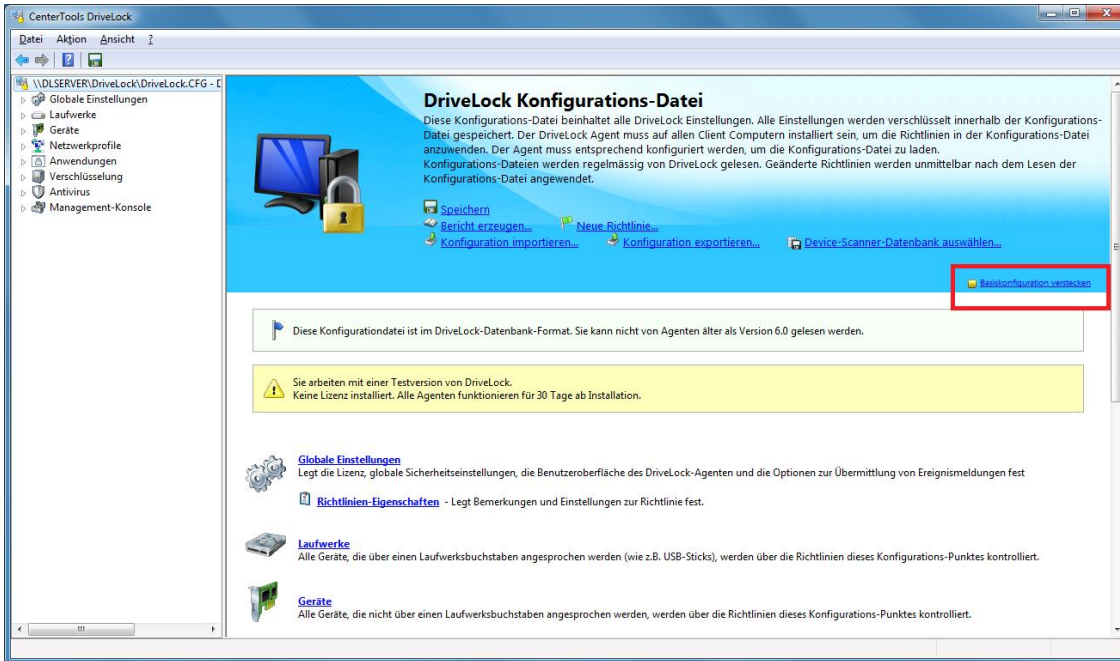 CenterTools DriveLock
Datei Aktion Ansicht ?
\\DLSERVER\DriveLock\DriveLock.CFG - D
Globale Einstellungen
Laufwerke
Geräte
Netzwerkprofile
Anwendungen
Verschlüsselung
Antivirus
Management-Konsole
DriveLock Konfigurations-Datei
Diese Konfigurations-Datei beinhaltet alle DriveLock Einstellungen. Alle Einstellungen werden verschlüsselt innerhalb der Konfigurations-
Datei gespeichert. Der DriveLock Agent muss auf allen Client Computern installiert sein, um die Richtlinien in der Konfigurations-Datei
anzuwenden. Der Agent muss entsprechend konfiguriert werden, um die Konfigurations-Datei zu laden.
Konfigurations-Dateien werden regelmässig von DriveLock gelesen. Geänderte Richtlinien werden unmittelbar nach dem Lesen der
Konfigurations-Datei angewendet.
Speichern
Bericht erzeugen... Neue Richtlinie...
Konfiguration importieren... Konfiguration exportieren... Device-Scanner-Datenbank auswählen...
Basiskonfiguration verstecken
Diese Konfigurationdatei ist im DriveLock-Datenbank-Format. Sie kann nicht von Agenten älter als Version 6.0 gelesen werden.
Sie arbeiten mit einer Testversion von DriveLock.
Keine Lizenz installiert. Alle Agenten funktionieren für 30 Tage ab Installation.
Globale Einstellungen
Legt die Lizenz, globale Sicherheitseinstellungen, die Benutzeroberfläche des DriveLock-Agenten und die Optionen zur Übermittlung von Ereignismeldungen fest
Richtlinien-Eigenschaften - Legt Bemerkungen und Einstellungen zur Richtlinie fest.
Laufwerke
Alle Geräte, die über einen Laufwerksbuchstaben angesprochen werden (wie z.B. USB-Sticks), werden über die Richtlinien dieses Konfigurations-Punktes kontrolliert.
Geräte
Alle Geräte, die nicht über einen Laufwerksbuchstaben angesprochen werden, werden über die Richtlinien dieses Konfigurations-Punktes kontrolliert.